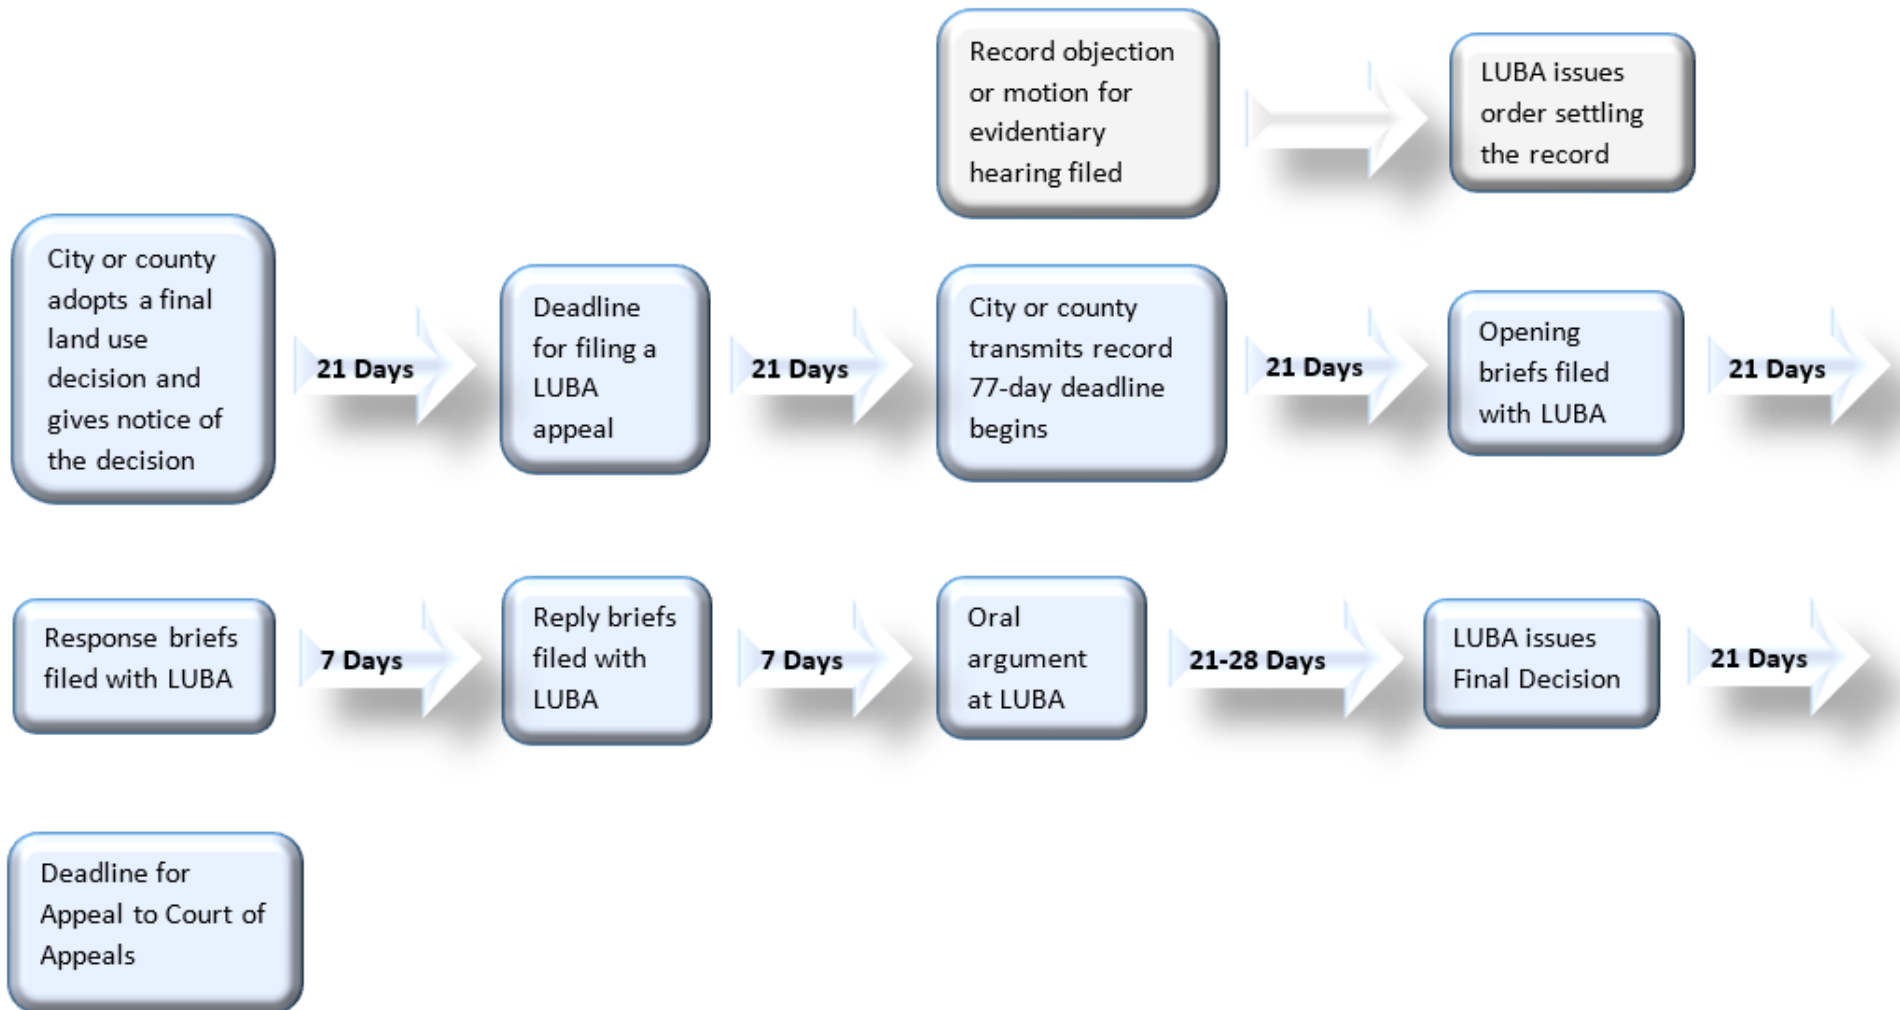 Record objection
or motion for
evidentiary
hearing filed
LUBA issues
order settling
the record
City or county
adopts a final
land use
decision and
gives notice of
the decision
21 Days
Deadline
for filing a
LUBA
appeal
21 Days
City or county
transmits record
77-day deadline
begins
21 Days
Opening
briefs filed
with LUBA
21 Days
Response briefs
filed with LUBA
7 Days
Reply briefs
filed with
LUBA
7 Days
Oral
argument
at LUBA
21-28 Days
LUBA issues
Final Decision
21 Days
Deadline for
Appeal to Court of
Appeals